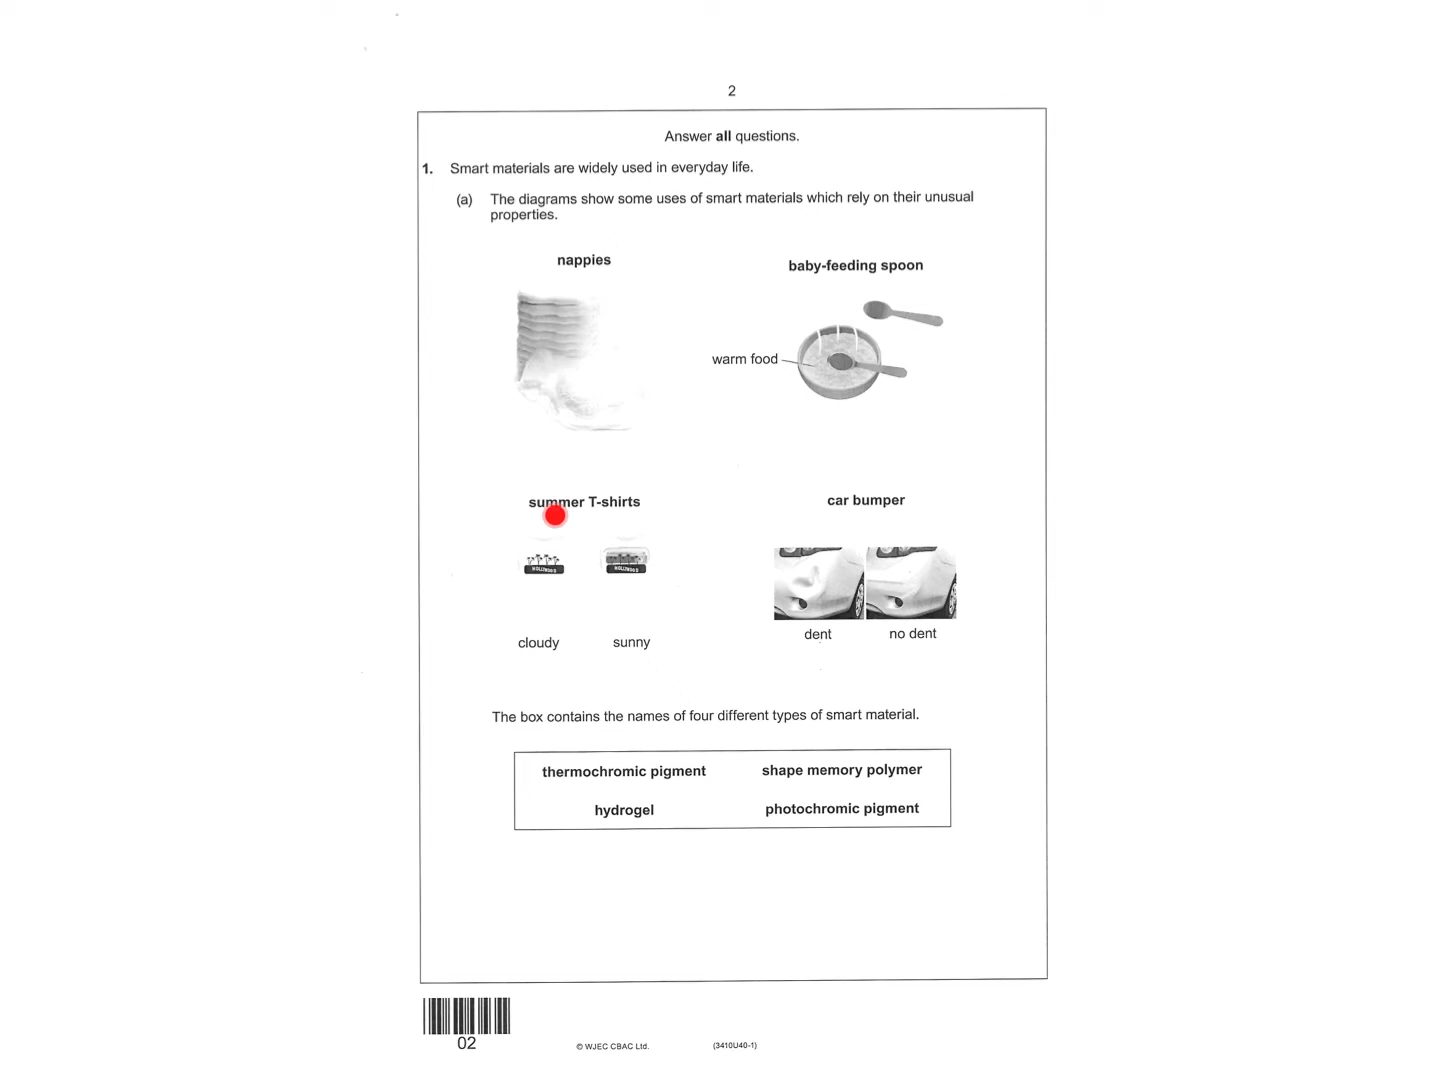 2
Answer all questions.
1. Smart materials are widely used in everyday life.
(a) The diagrams show some uses of smart materials which rely on their unusual
properties.
nappies
baby-feeding spoon
warm food
summer T-shirts
car bumper
HOLLYWOOD
HOLLYWOOD
dent
no dent
cloudy
sunny
The box contains the names of four different types of smart material.
thermochromic pigment
shape memory polymer
hydrogel
photochromic pigment
02
© WJEC CBAC Ltd.
(3410U40-1)